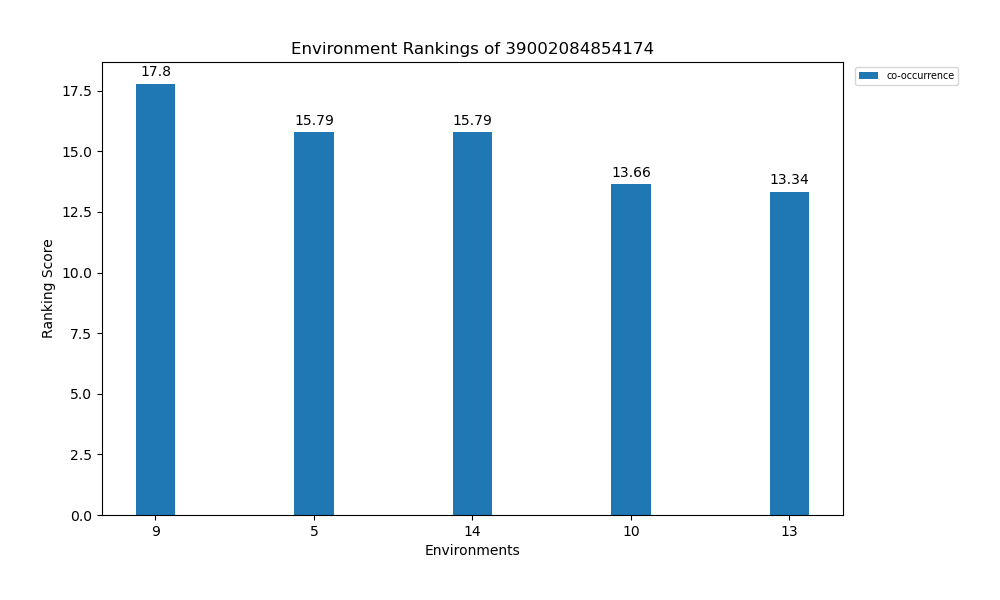 Environment Rankings of 39002084854174
co-occurrence
17.8
15.79
15.79
13.66
13.34
17.5
15.0
12.5
10.0
7.5
5.0
2.5
0.0
Ranking Score
9 5 14 10 13
Environments